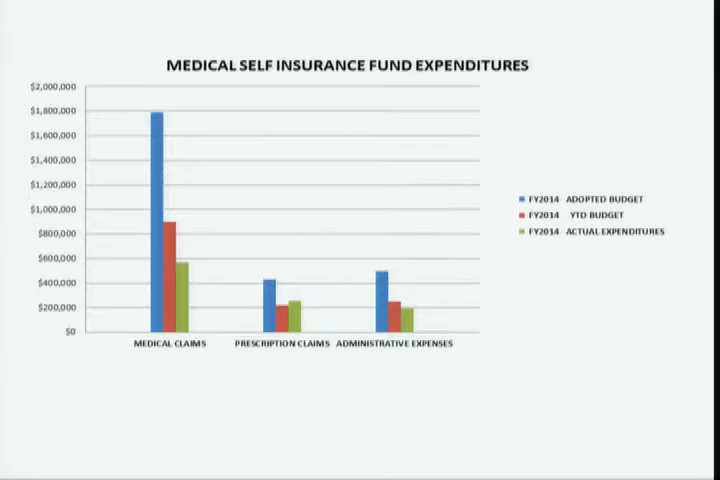 MEDICAL SELF INSURANCE FUND EXPENDITURES
$2,000,000
$1,800,000
$1,600,000
$1,400,000
$1,200,000
$1,000,000
$800,000
$600,000
$400,000
$200,000
$0
MEDICAL CLAIMS PRESCRIPTION CLAIMS ADMINISTRATIVE EXPENSES
FY2014 ADOPTED BUDGET
FY2014 YTD BUDGET
FY2014 ACTUAL EXPENDITURES